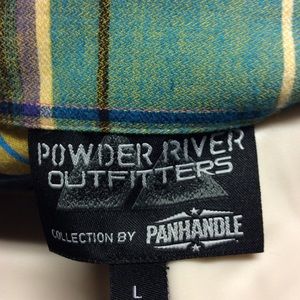 POWDER RIVER
OUTFITTERS
COLLECTION BY PANHANDLE
L